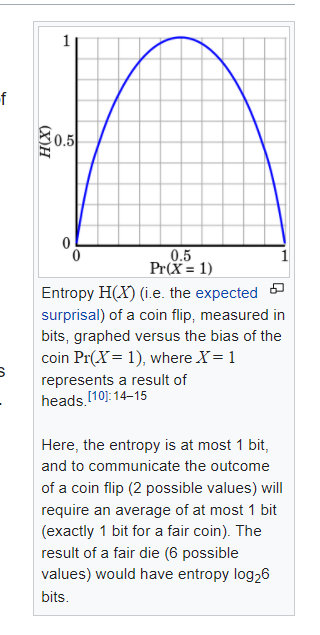 f
1
H(X)
0.5
0
0
0.5
1
Pr(X = 1)
Entropy H(X) (i.e. the expected
surprisal) of a coin flip, measured in
bits, graphed versus the bias of the
coin Pr(X = 1), where X = 1
represents a result of
heads.[10]: 14–15
s
Here, the entropy is at most 1 bit,
and to communicate the outcome
of a coin flip (2 possible values) will
require an average of at most 1 bit
(exactly 1 bit for a fair coin). The
result of a fair die (6 possible
values) would have entropy log₂6
bits.